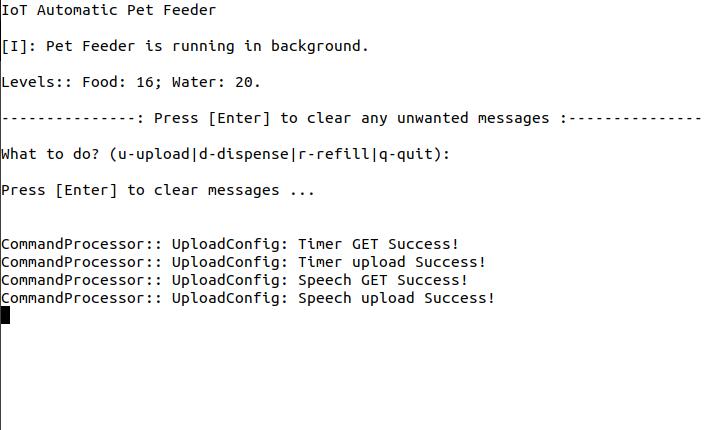 IoT Automatic Pet Feeder
[I]: Pet Feeder is running in background.
Levels:: Food: 16; Water: 20.
---------------: Press [Enter] to clear any unwanted messages :---------------
What to do? (u-upload|d-dispense|r-refill|q-quit):
Press [Enter] to clear messages ...
CommandProcessor:: UploadConfig: Timer GET Success!
CommandProcessor:: UploadConfig: Timer upload Success!
CommandProcessor:: UploadConfig: Speech GET Success!
CommandProcessor:: UploadConfig: Speech upload Success!